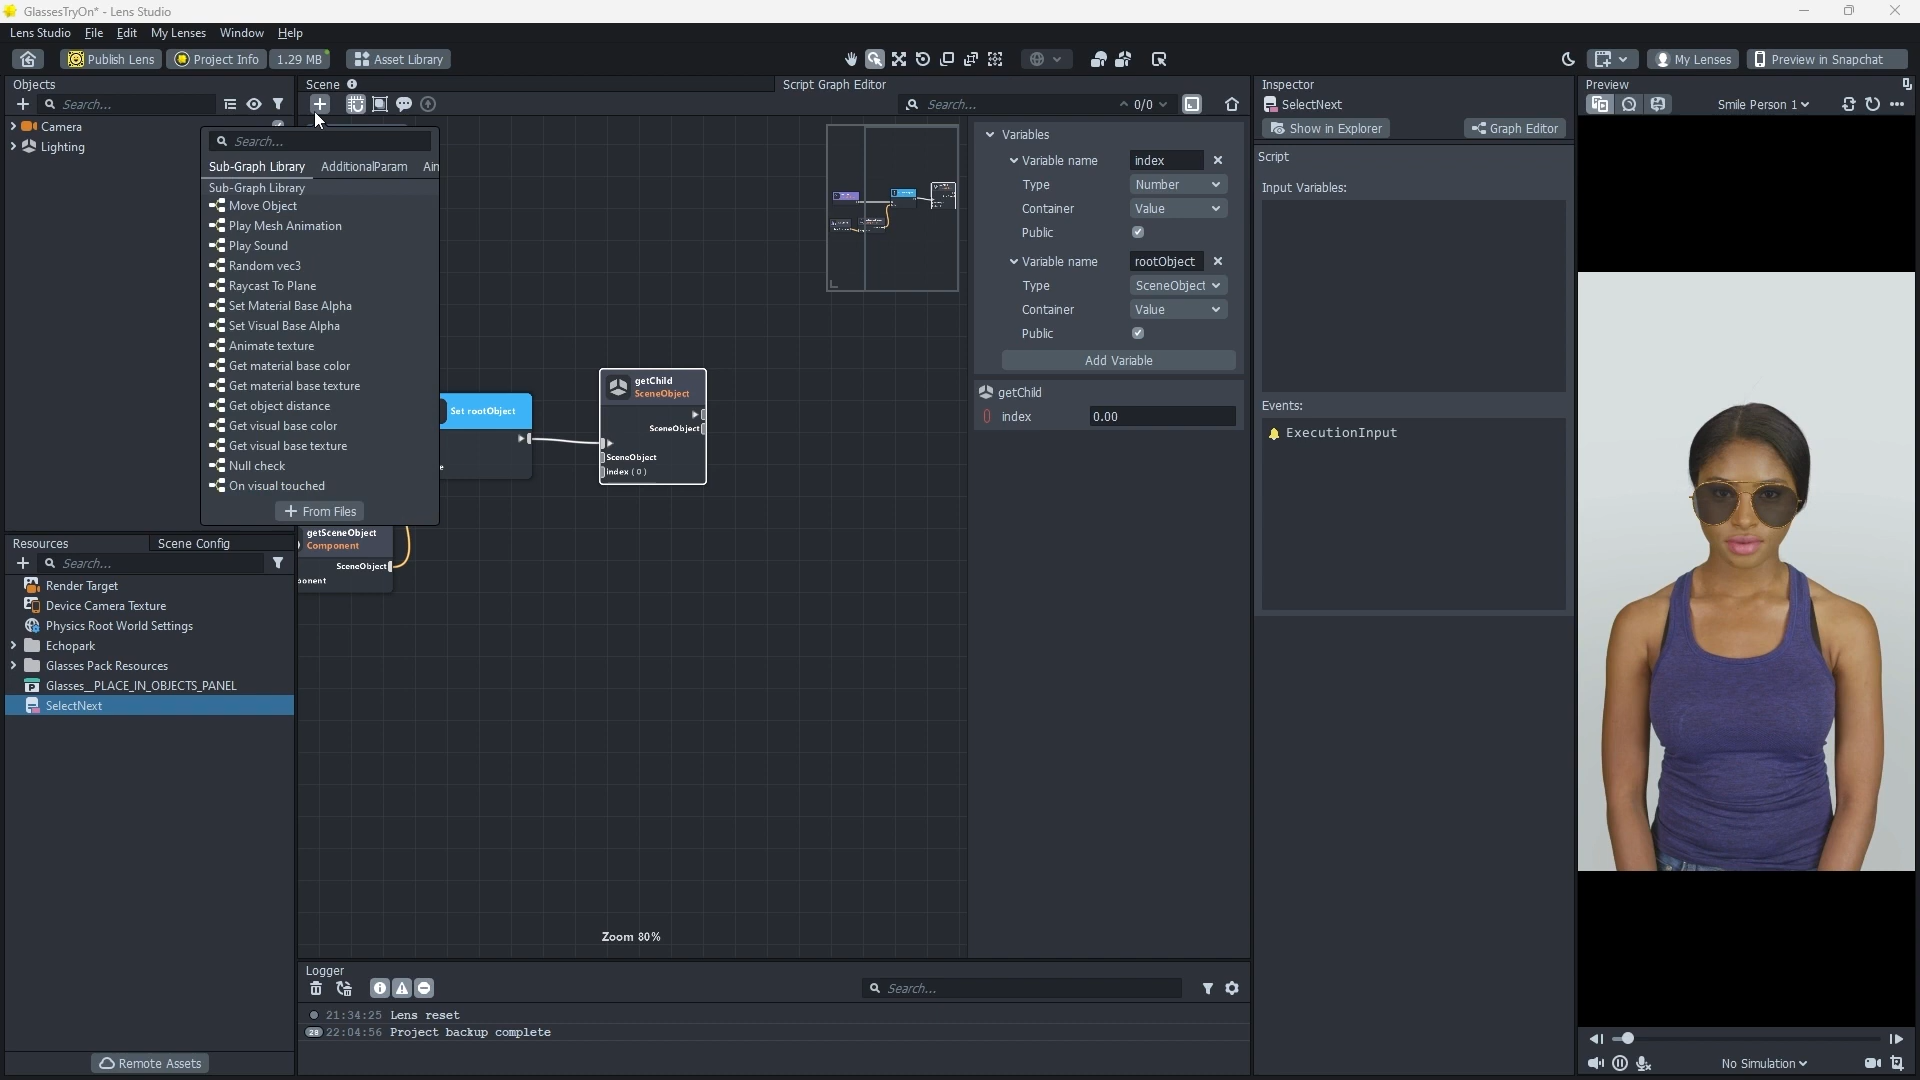 GlassesTryOn* - Lens Studio
Lens Studio File Edit My Lenses Window Help
Publish Lens Project Info 1.29 MB Asset Library My Lenses Preview in Snapchat
Objects
Search...
Camera
Lighting
Search...
Sub-Graph Library AdditionalParam Ain
Sub-Graph Library
Move Object
Play Mesh Animation
Play Sound
Random vec3
Raycast To Plane
Set Material Base Alpha
Set Visual Base Alpha
Animate texture
Get material base color
Get material base texture
Get object distance
Get visual base color
Get visual base texture
Null check
On visual touched
+ From Files
Resources Scene Config
Search...
Render Target
Device Camera Texture
Physics Root World Settings
Echopark
Glasses Pack Resources
Glasses__PLACE_IN_OBJECTS_PANEL
SelectNext
Remote Assets
Scene Script Graph Editor
Search... 0/0
Set rootObject
e
getChild
SceneObject
SceneObject
SceneObject
Index ( 0 )
getSceneObject
Component
SceneObject
ponent
Zoom 80%
Variables
Variable name index
Type Number
Container Value
Public
Variable name rootObject
Type SceneObject
Container Value
Public
Add Variable
getChild
index 0.00
Logger
Search...
21:34:25 Lens reset
28 22:04:56 Project backup complete
Inspector
SelectNext
Show in Explorer Graph Editor
Script
Input Variables:
Events:
ExecutionInput
Preview
Smile Person 1
No Simulation